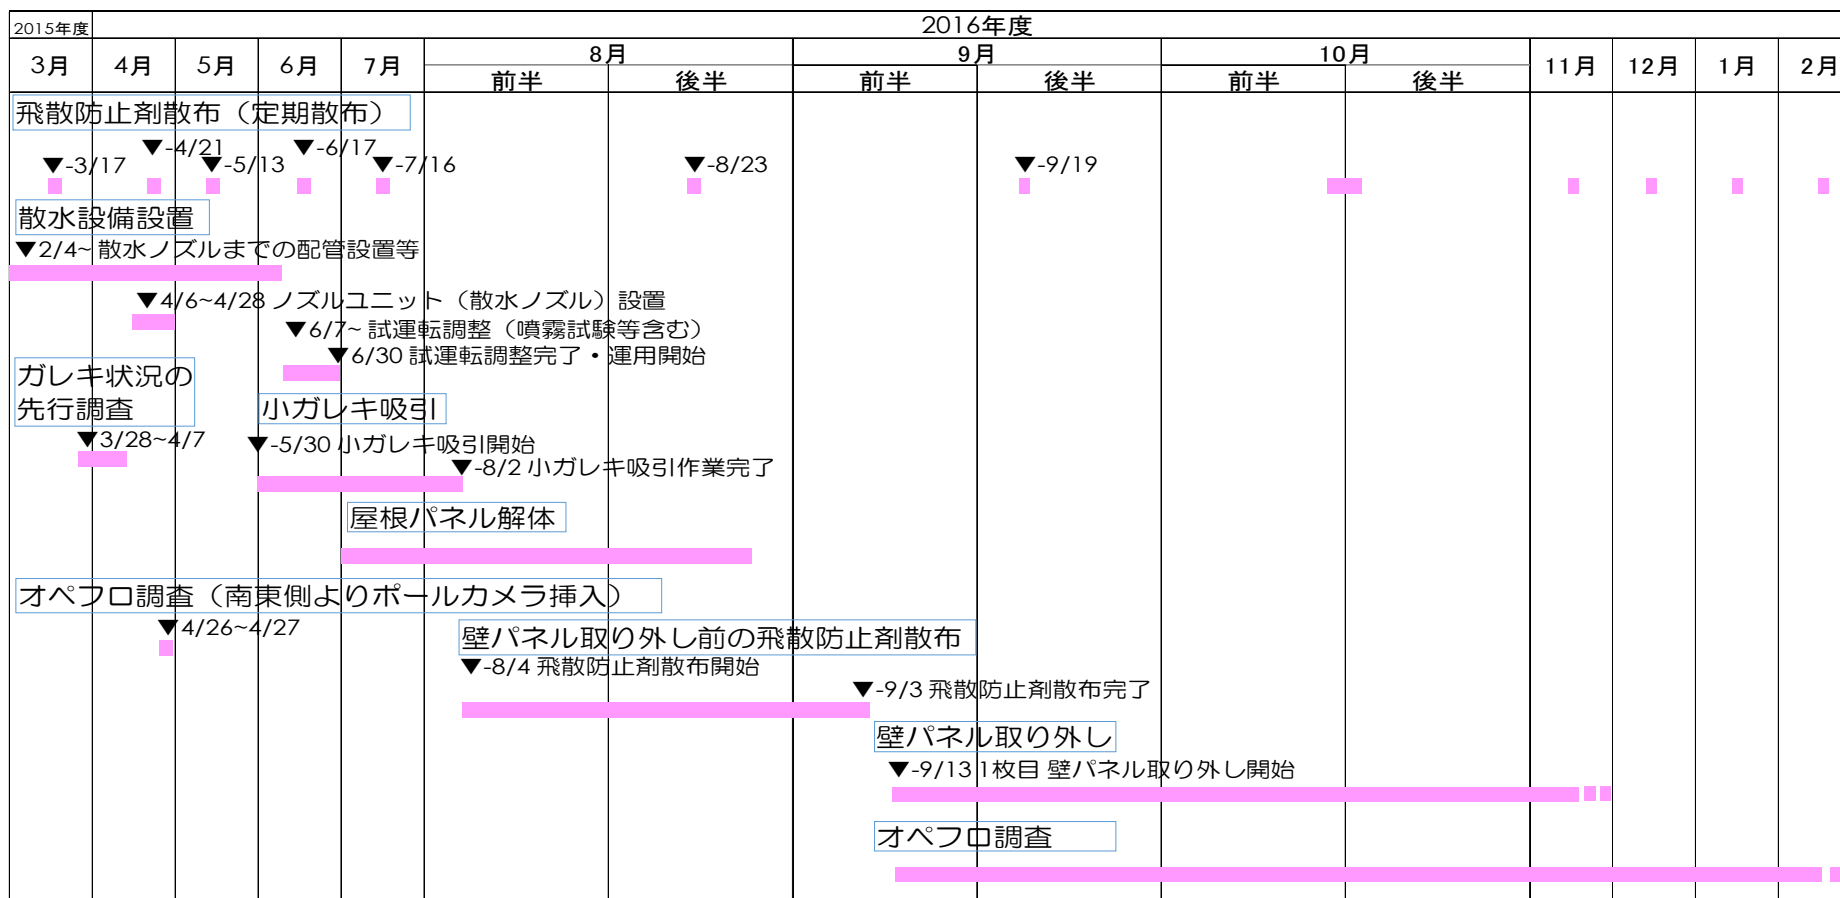 2015年度
2016年度
3月 4月 5月 6月 7月 8月 9月 10月 11月 12月 1月 2月
前半 後半 前半 後半 前半 後半
飛散防止剤散布（定期散布）
▼-4/21 ▼-6/17
▼-3/17 ▼-5/13 ▼-7/16 ▼-8/23 ▼-9/19
散水設備設置
▼2/4~ 散水ノズルまでの配管設置等
▼4/6~4/28 ノズルユニット（散水ノズル）設置
▼6/7~ 試運転調整（噴霧試験等含む）
▼6/30 試運転調整完了・運用開始
ガレキ状況の
先行調査
小ガレキ吸引
▼3/28~4/7
▼-5/30 小ガレキ吸引開始
▼-8/2 小ガレキ吸引作業完了
屋根パネル解体
オペフロ調査（南東側よりポールカメラ挿入）
▼4/26~4/27
壁パネル取り外し前の飛散防止剤散布
▼-8/4 飛散防止剤散布開始
▼-9/3 飛散防止剤散布完了
壁パネル取り外し
▼-9/13 1枚目 壁パネル取り外し開始
オペフロ調査